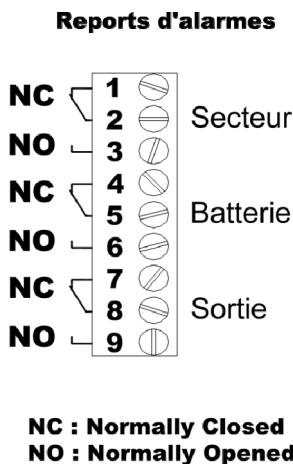 Reports d'alarmes
NC 1
2 Secteur
NO 3
NC 4
5 Batterie
NO 6
NC 7
8 Sortie
NO 9
NC : Normally Closed
NO : Normally Opened